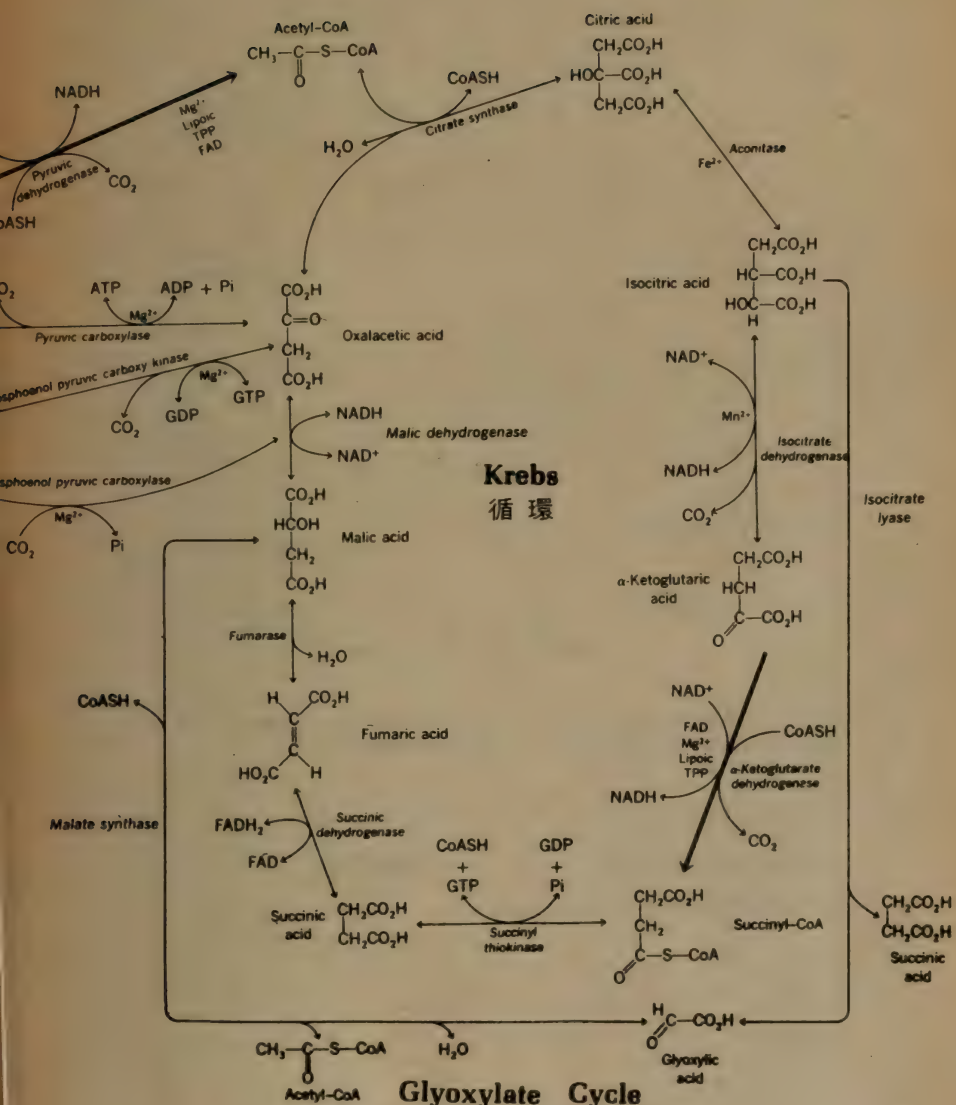 Acetyl-CoA
CH₃-C-S-CoA
O
Citric acid
CH₂CO₂H
HOC-CO₂H
CH₂CO₂H
NADH
CoASH
Citrate synthase
H₂O
Mg²⁺
Lipoic
TPP
FAD
Pyruvic
dehydrogenase
CO₂
Aconitase
Fe²⁺
Isocitric acid
CH₂CO₂H
HC-CO₂H
HOC-CO₂H
H
ATP
ADP + Pi
Mg²⁺
Pyruvic carboxylase
CO₂H
C=O
CH₂
CO₂H
Oxalacetic acid
pyruvic carboxy kinase
Mg²⁺
CO₂
GDP
GTP
NADH
NAD⁺
Malic dehydrogenase
Krebs
循環
NAD⁺
Mn²⁺
NADH
CO₂
Isocitrate
dehydrogenase
Isocitrate
lyase
pyruvic carboxylase
Mg²⁺
CO₂
Pi
CO₂H
HCOH
CH₂
CO₂H
Malic acid
α-Ketoglutaric
acid
CH₂CO₂H
HCH
C-CO₂H
O
Fumarase
H₂O
CoASH
H
CO₂H
C
C
HO₂C
H
Fumaric acid
NAD⁺
FAD
Mg²⁺
Lipoic
TPP
CoASH
α-Ketoglutarate
dehydrogenase
NADH
CO₂
Malate synthase
FADH₂
FAD
Succinic
dehydrogenase
CoASH
+
GTP
GDP
+
Pi
Succinyl
thiokinase
Succinic
acid
CH₂CO₂H
CH₂CO₂H
CH₂CO₂H
CH₂
C-S-CoA
O
Succinyl-CoA
CH₂CO₂H
CH₂CO₂H
Succinic
acid
H
C-CO₂H
O
Glyoxylic
acid
CH₃-C-S-CoA
O
Acetyl-CoA
H₂O
Glyoxylate Cycle